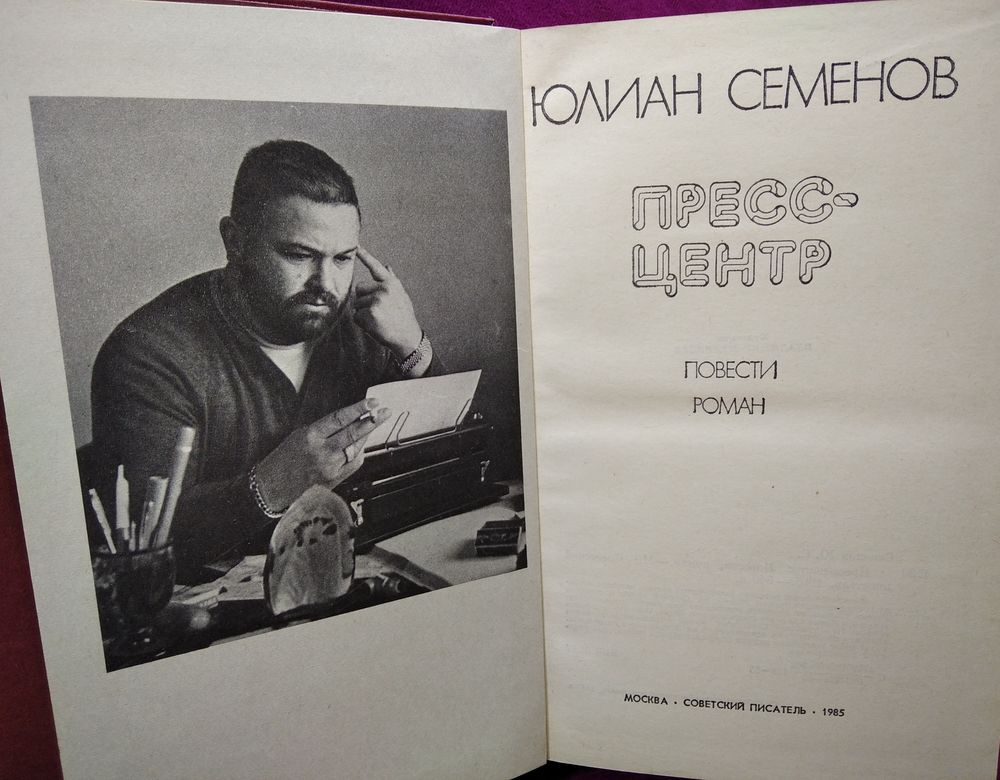 ЮЛИАН СЕМЕНОВ
ПРЕСС-
ЦЕНТР
ПОВЕСТИ
РОМАН
МОСКВА · СОВЕТСКИЙ ПИСАТЕЛЬ · 1985